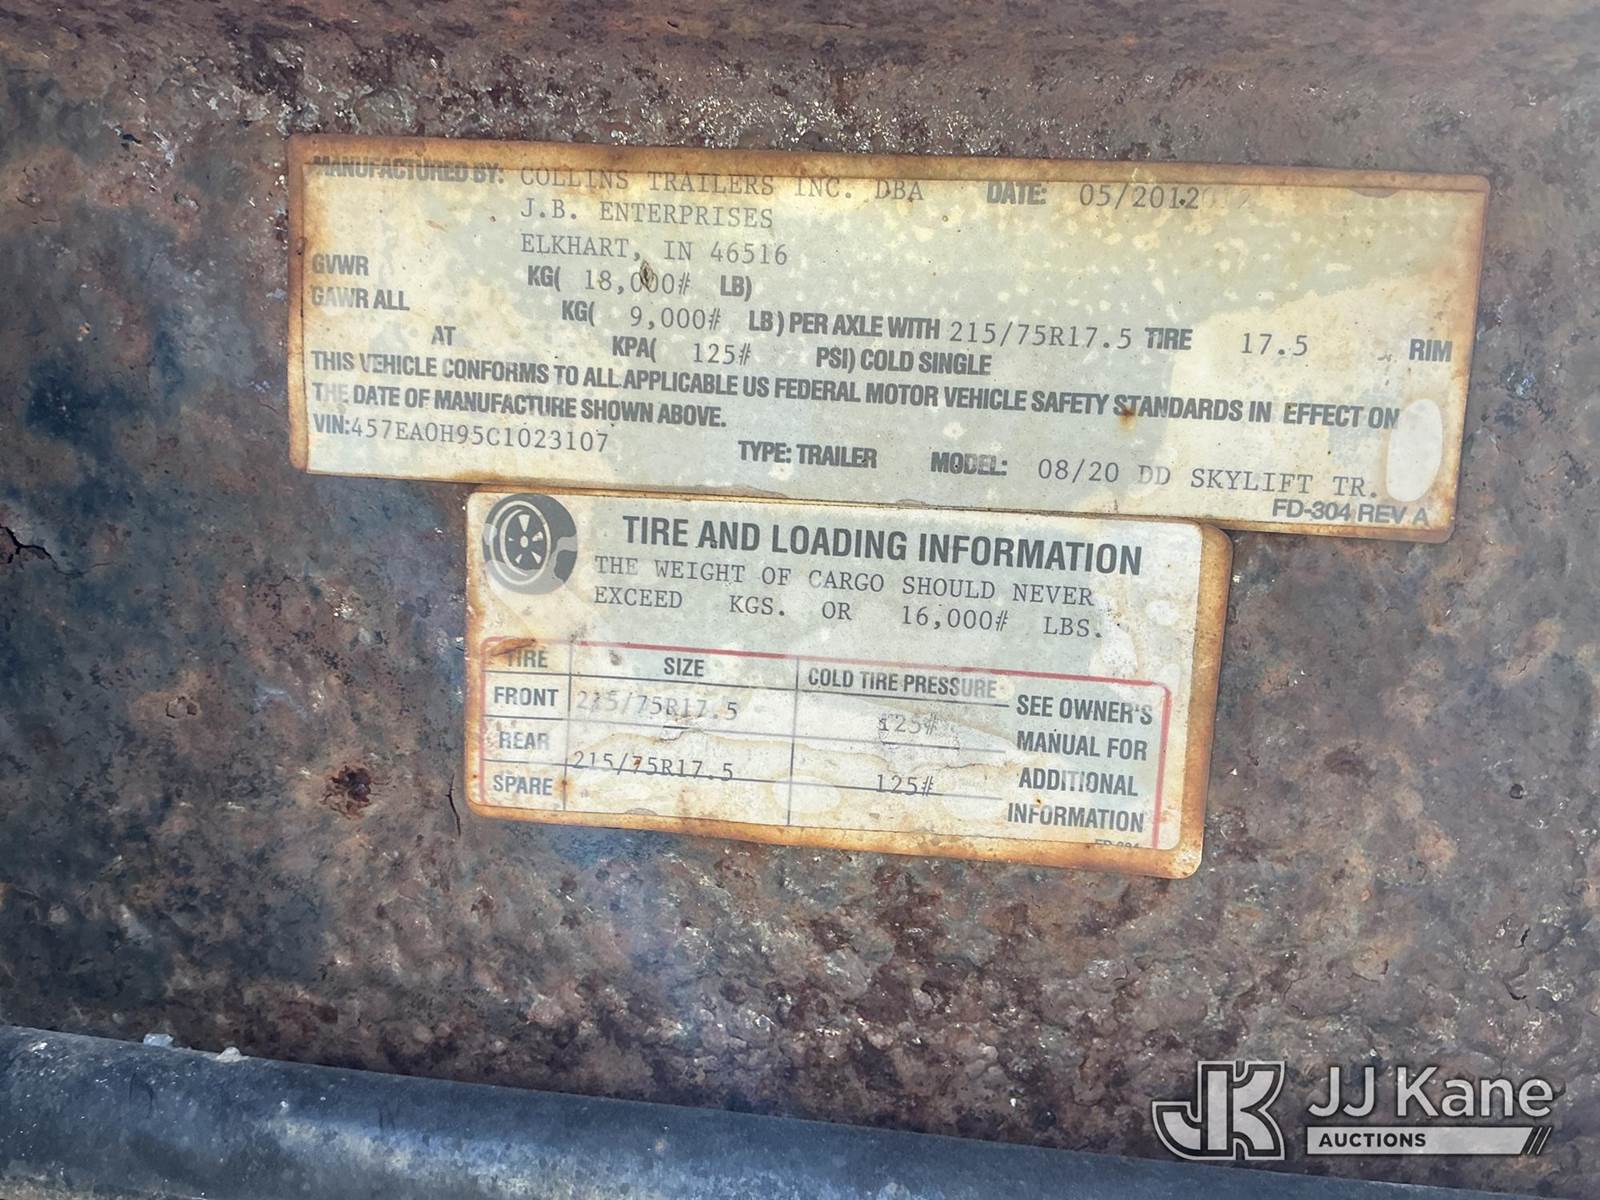 MANUFACTURED BY: COLLINS TRAILERS INC. DBA DATE: 05/2012
J.B. ENTERPRISES
ELKHART, IN 46516
GVWR KG( 18,000# LB)
GAWR ALL KG( 9,000# LB) PER AXLE WITH 215/75R17.5 TIRE 17.5 RIM
AT KPA( 125# PSI) COLD SINGLE
THIS VEHICLE CONFORMS TO ALL APPLICABLE US FEDERAL MOTOR VEHICLE SAFETY STANDARDS IN EFFECT ON
THE DATE OF MANUFACTURE SHOWN ABOVE.
VIN:457EA0H95C1023107 TYPE: TRAILER MODEL: 08/20 DD SKYLIFT TR.
FD-304 REV A
TIRE AND LOADING INFORMATION
THE WEIGHT OF CARGO SHOULD NEVER
EXCEED KGS. OR 16,000# LBS.
TIRE SIZE COLD TIRE PRESSURE SEE OWNER'S
FRONT 215/75R17.5 125# MANUAL FOR
REAR 215/75R17.5 125# ADDITIONAL
SPARE INFORMATION
JK JJ Kane
AUCTIONS